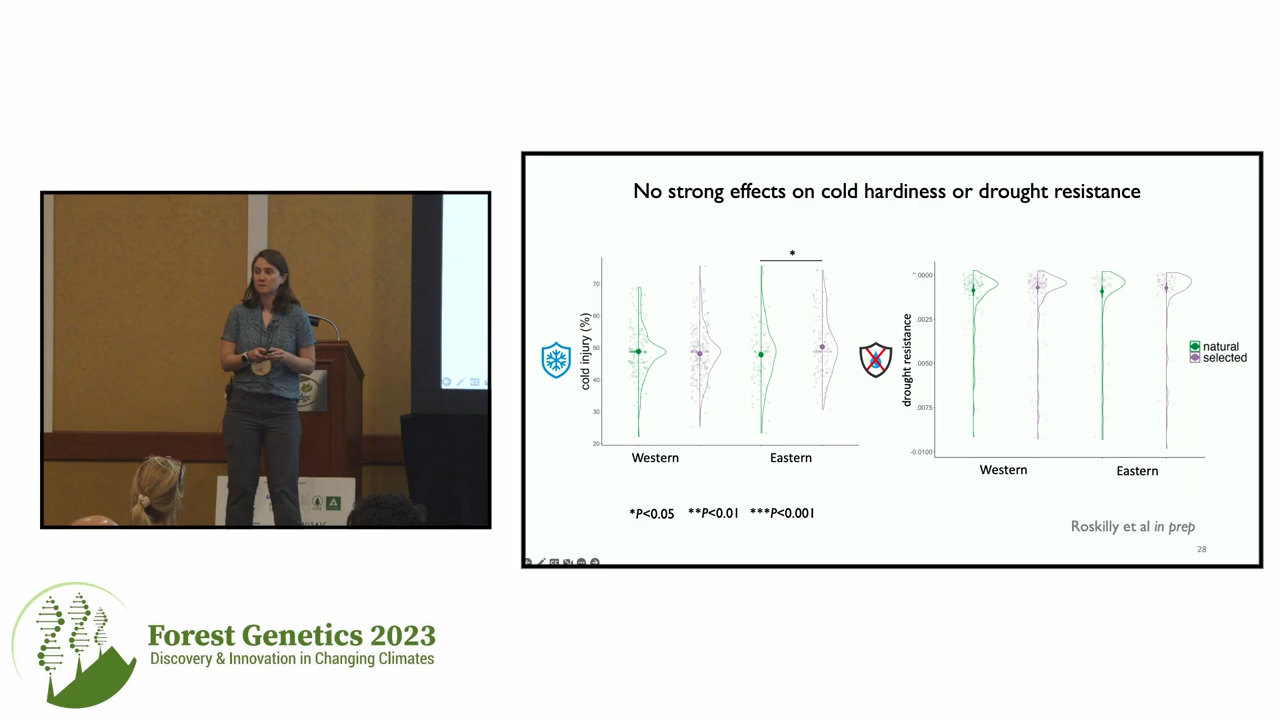 No strong effects on cold hardiness or drought resistance
*
cold injury (%)
70
60
50
40
30
20
Western
Eastern
*P<0.05 **P<0.01 ***P<0.001
drought resistance
.0000
.0025
.0050
.0075
-0.0100
Western
Eastern
natural
selected
Roskilly et al in prep
28
Forest Genetics 2023
Discovery & Innovation in Changing Climates